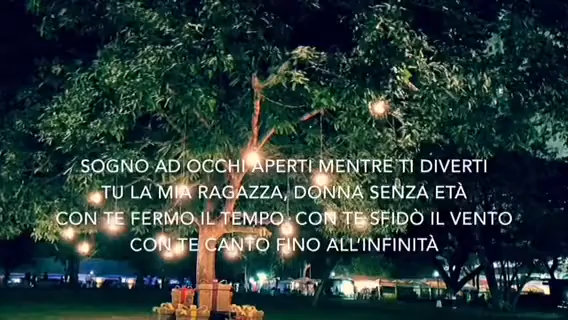 SOGNO AD OCCHI APERTI MENTRE TI DIVERTI
TU LA MIA RAGAZZA, DONNA SENZA ETÀ
CON TE FERMO IL TEMPO CON TE SFIDÒ IL VENTO
CON TE CANTO FINO ALL'INFINITÀ